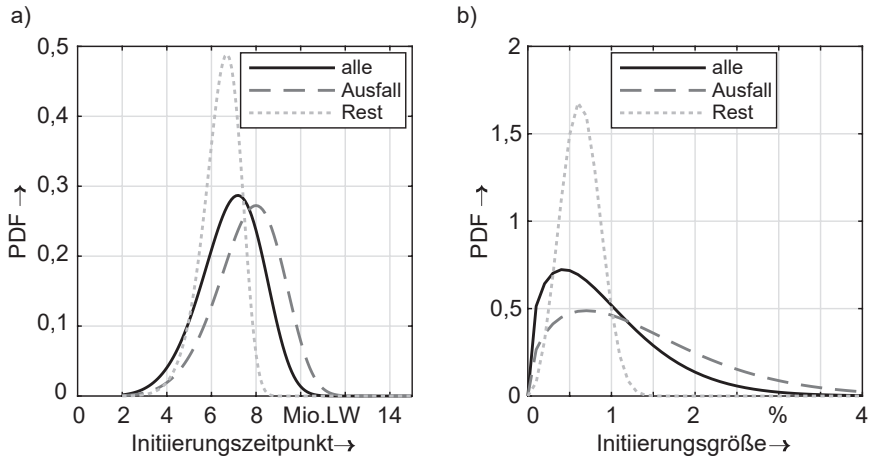 a)
0,5
0,4
0,3
0,2
0,1
0
PDF →
alle
Ausfall
Rest
0 2 4 6 8 Mio.LW 14
Initiierungszeitpunkt→
b)
2
1,5
1
0,5
0
PDF →
alle
Ausfall
Rest
0 1 2 % 4
Initiierungsgröße→